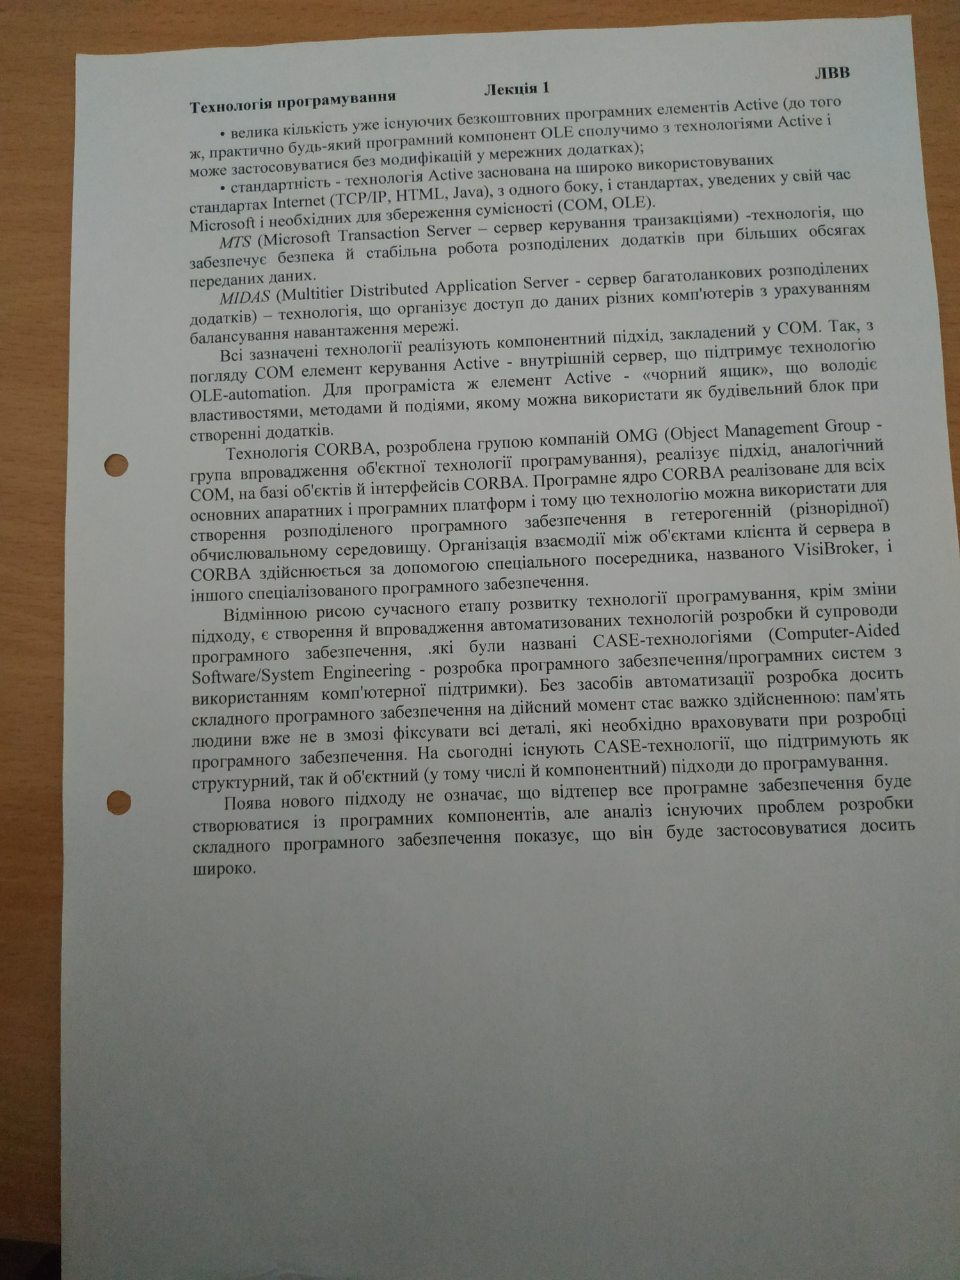 Технологія програмування Лекція 1 ЛВВ
• велика кількість уже існуючих безкоштовних програмних елементів Active (до того
ж, практично будь-який програмний компонент OLE сполучимо з технологіями Active і
може застосовуватися без модифікацій у мережних додатках);
• стандартність - технологія Active заснована на широко використовуваних
стандартах Internet (TCP/IP, HTML, Java), з одного боку, і стандартах, уведених у свій час
Microsoft і необхідних для збереження сумісності (COM, OLE).
MTS (Microsoft Transaction Server – сервер керування транзакціями) -технологія, що
забезпечує безпека й стабільна робота розподілених додатків при більших обсягах
переданих даних.
MIDAS (Multitier Distributed Application Server - сервер багатоланкових розподілених
додатків) – технологія, що організує доступ до даних різних комп'ютерів з урахуванням
балансування навантаження мережі.
Всі зазначені технології реалізують компонентний підхід, закладений у COM. Так, з
погляду COM елемент керування Active - внутрішній сервер, що підтримує технологію
OLE-automation. Для програміста ж елемент Active - «чорний ящик», що володіє
властивостями, методами й подіями, якому можна використати як будівельний блок при
створенні додатків.
Технологія CORBA, розроблена групою компаній OMG (Object Management Group -
група впровадження об'єктної технології програмування), реалізує підхід, аналогічний
COM, на базі об'єктів й інтерфейсів CORBA. Програмне ядро CORBA реалізоване для всіх
основних апаратних і програмних платформ і тому цю технологію можна використати для
створення розподіленого програмного забезпечення в гетерогенній (різнорідної)
обчислювальному середовищу. Організація взаємодії між об'єктами клієнта й сервера в
CORBA здійснюється за допомогою спеціального посередника, названого VisiBroker, і
іншого спеціалізованого програмного забезпечення.
Відмінною рисою сучасного етапу розвитку технології програмування, крім зміни
підходу, є створення й впровадження автоматизованих технологій розробки й супроводи
програмного забезпечення, .які були названі CASE-технологіями (Computer-Aided
Software/System Engineering - розробка програмного забезпечення/програмних систем з
використанням комп'ютерної підтримки). Без засобів автоматизації розробка досить
складного програмного забезпечення на дійсний момент стає важко здійсненною: пам'ять
людини вже не в змозі фіксувати всі деталі, які необхідно враховувати при розробці
програмного забезпечення. На сьогодні існують CASE-технології, що підтримують як
структурний, так й об'єктний (у тому числі й компонентний) підходи до програмування.
Поява нового підходу не означає, що відтепер все програмне забезпечення буде
створюватися із програмних компонентів, але аналіз існуючих проблем розробки
складного програмного забезпечення показує, що він буде застосовуватися досить
широко.